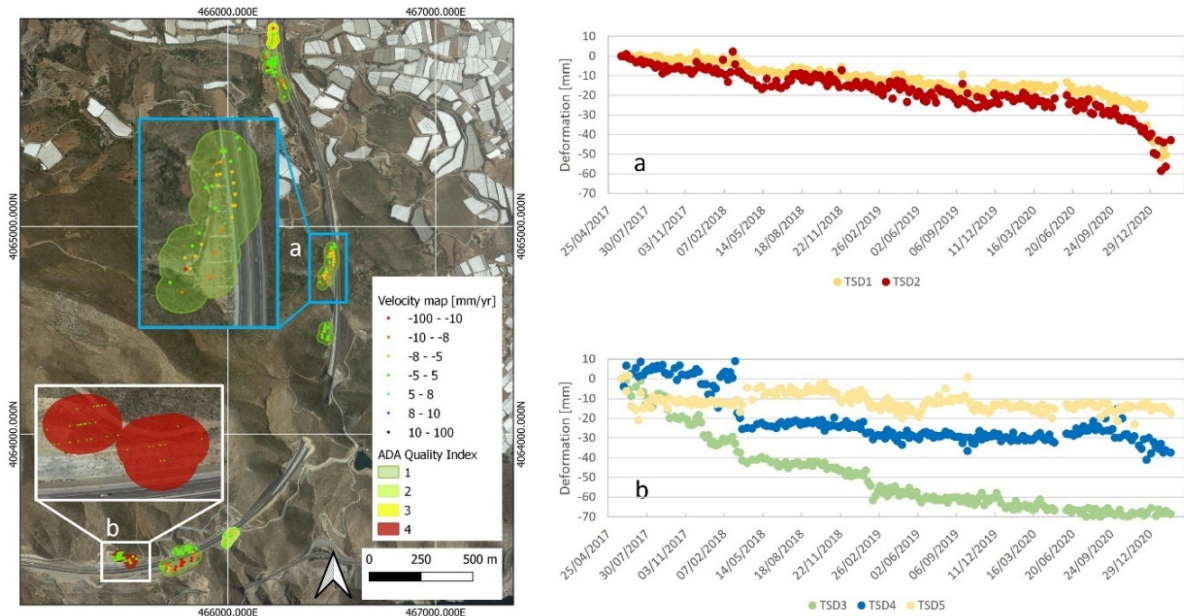 466000.000E 467000.000E
4065000.000N
4064000.000N
a
b
Velocity map [mm/yr]
-100 - -10
-10 - -8
-8 - -5
-5 - 5
5 - 8
8 - 10
10 - 100
ADA Quality Index
1
2
3
4
0 250 500 m
466000.000E 467000.000E
4065000.000N
4064000.000N
Deformation [mm]
10
0
-10
-20
-30
-40
-50
-60
-70
a
25/04/2017 30/07/2017 03/11/2017 07/02/2018 14/05/2018 18/08/2018 22/11/2018 26/02/2019 02/06/2019 06/09/2019 11/12/2019 16/03/2020 20/06/2020 24/09/2020 29/12/2020
TSD1 TSD2
Deformation [mm]
10
0
-10
-20
-30
-40
-50
-60
-70
b
25/04/2017 30/07/2017 03/11/2017 07/02/2018 14/05/2018 18/08/2018 22/11/2018 26/02/2019 02/06/2019 06/09/2019 11/12/2019 16/03/2020 20/06/2020 24/09/2020 29/12/2020
TSD3 TSD4 TSD5